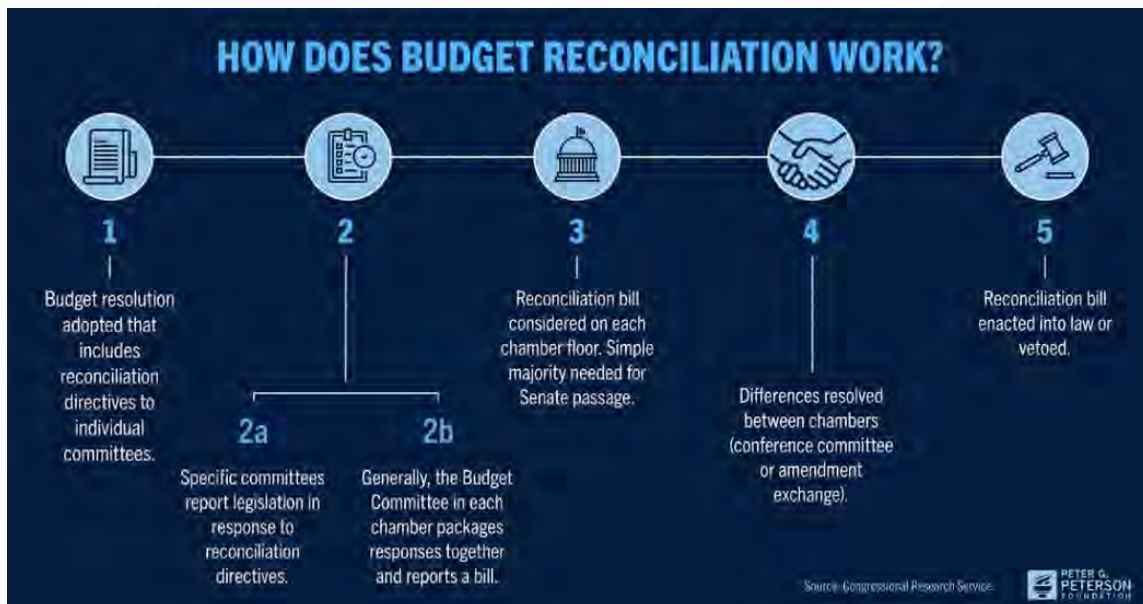 HOW DOES BUDGET RECONCILIATION WORK?
1
Budget resolution
adopted that
includes
reconciliation
directives to
individual
committees.
2
2a
Specific committees
report legislation in
response to
reconciliation
directives.
2b
Generally, the Budget
Committee in each
chamber packages
responses together
and reports a bill.
3
Reconciliation bill
considered on each
chamber floor. Simple
majority needed for
Senate passage.
4
Differences resolved
between chambers
(conference committee
or amendment
exchange).
5
Reconciliation bill
enacted into law or
vetoed.
Source: Congressional Research Service.
PETER G.
PETERSON
FOUNDATION